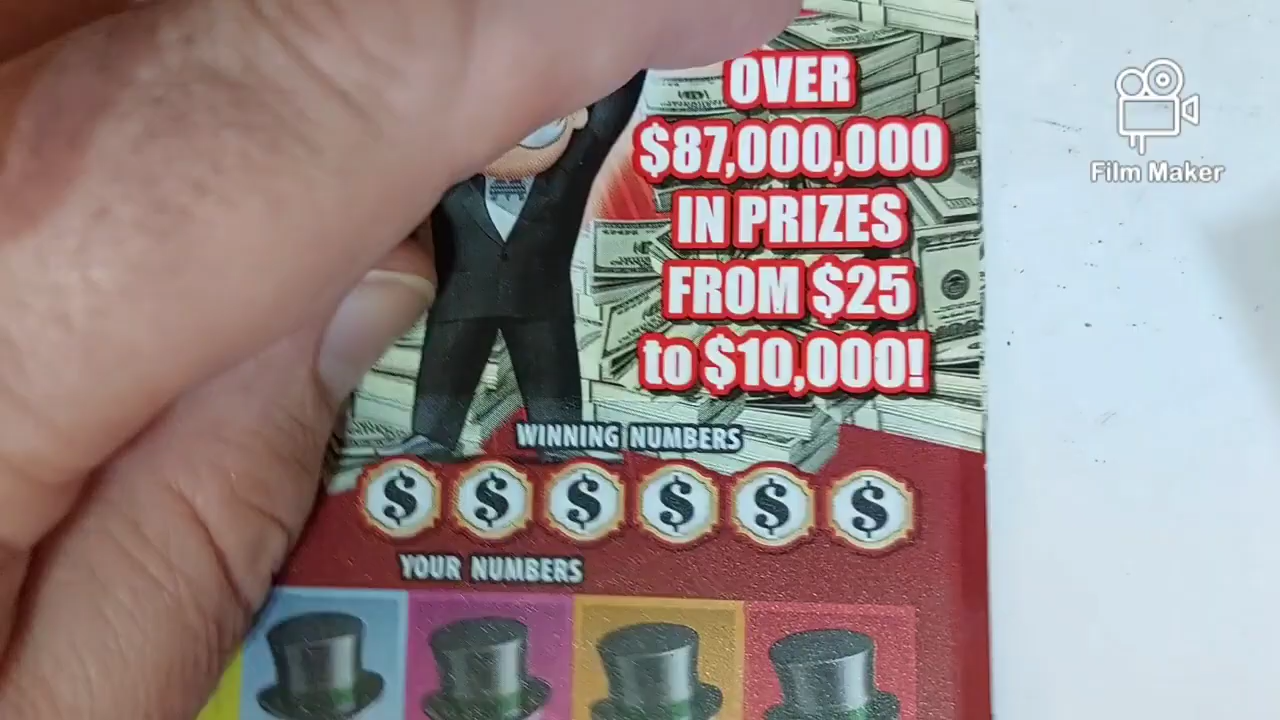 OVER
$87,000,000
IN PRIZES
FROM $25
to $10,000!
WINNING NUMBERS
$ $ $ $ $ $
YOUR NUMBERS
Film Maker